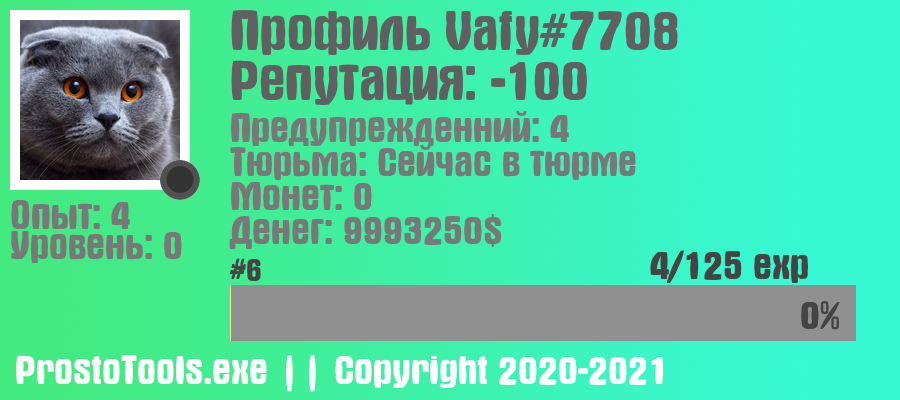 Профиль Vafy#7708
Репутация: -100
Предупрежденний: 4
Тюрьма: Сейчас в тюрме
Монет: 0
Денег: 9993250$
Опыт: 4
Уровень: 0
#6
4/125 exp
0%
ProstoTools.exe || Copyright 2020-2021